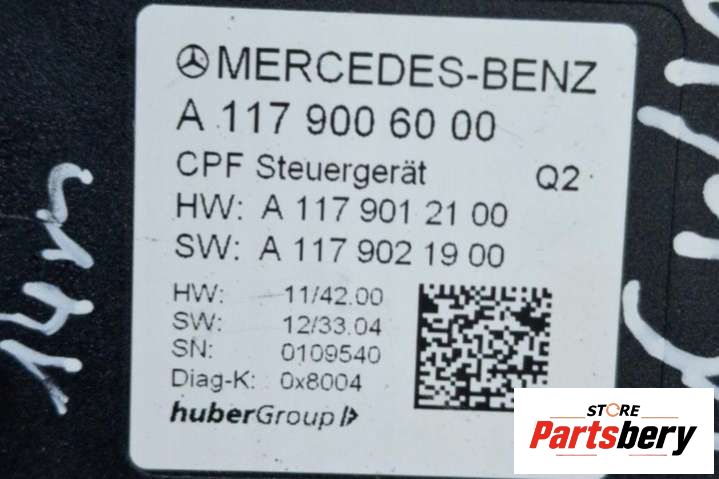 MERCEDES-BENZ
A 117 900 60 00
CPF Steuergerät Q2
HW: A 117 901 21 00
SW: A 117 902 19 00
HW: 11/42.00
SW: 12/33.04
SN: 0109540
Diag-K: 0x8004
huberGroup
STORE
Partsbery